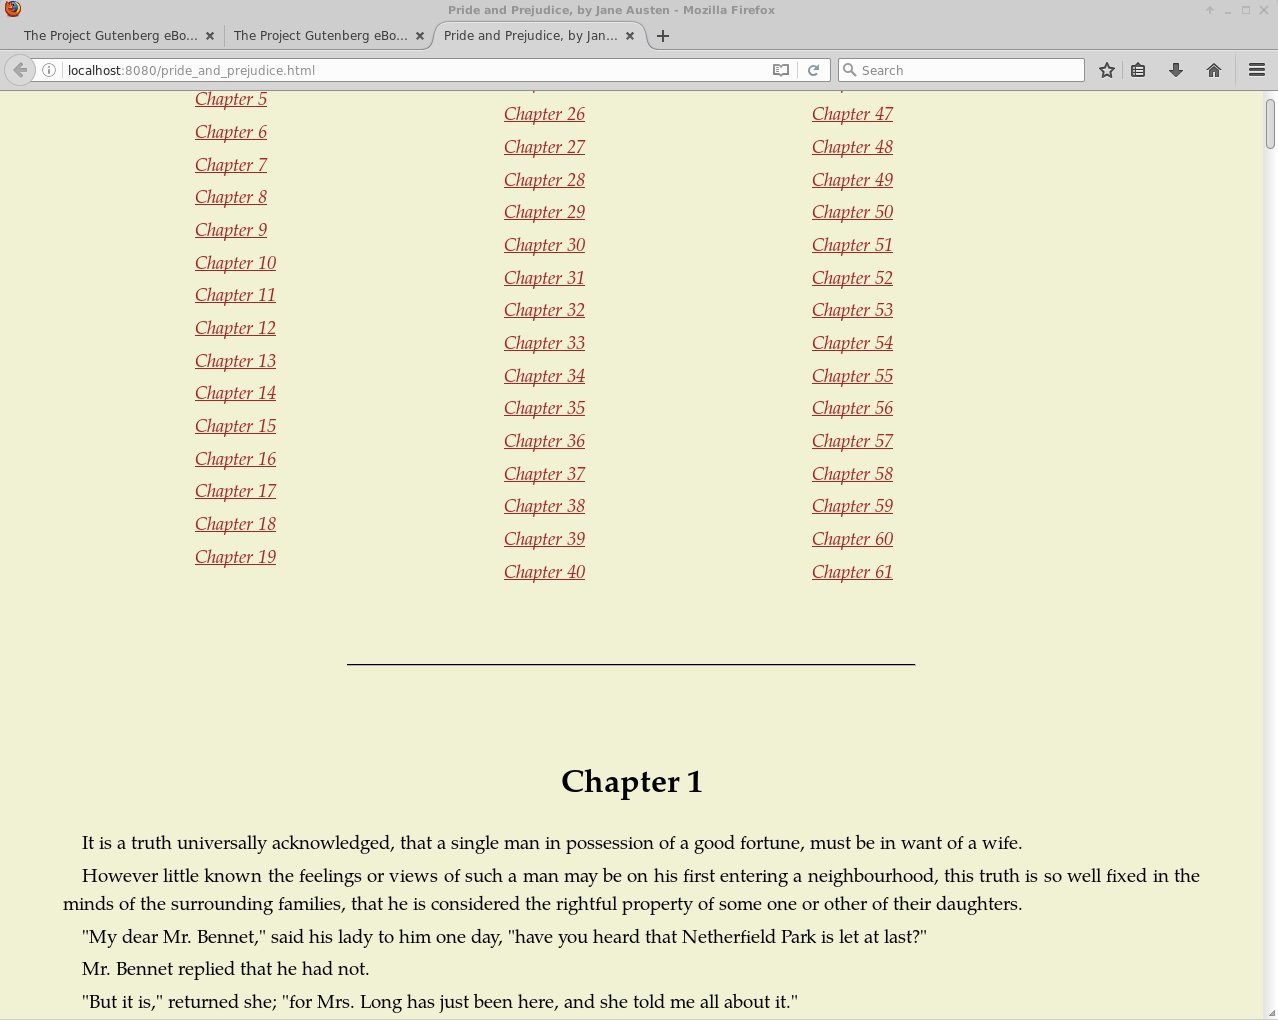 Pride and Prejudice, by Jane Austen - Mozilla Firefox
The Project Gutenberg eBo...
The Project Gutenberg eBo...
Pride and Prejudice, by Jan...
localhost:8080/pride_and_prejudice.html
Search
Chapter 5
Chapter 6
Chapter 7
Chapter 8
Chapter 9
Chapter 10
Chapter 11
Chapter 12
Chapter 13
Chapter 14
Chapter 15
Chapter 16
Chapter 17
Chapter 18
Chapter 19
Chapter 26
Chapter 27
Chapter 28
Chapter 29
Chapter 30
Chapter 31
Chapter 32
Chapter 33
Chapter 34
Chapter 35
Chapter 36
Chapter 37
Chapter 38
Chapter 39
Chapter 40
Chapter 47
Chapter 48
Chapter 49
Chapter 50
Chapter 51
Chapter 52
Chapter 53
Chapter 54
Chapter 55
Chapter 56
Chapter 57
Chapter 58
Chapter 59
Chapter 60
Chapter 61
Chapter 1
It is a truth universally acknowledged, that a single man in possession of a good fortune, must be in want of a wife.
However little known the feelings or views of such a man may be on his first entering a neighbourhood, this truth is so well fixed in the
minds of the surrounding families, that he is considered the rightful property of some one or other of their daughters.
"My dear Mr. Bennet," said his lady to him one day, "have you heard that Netherfield Park is let at last?"
Mr. Bennet replied that he had not.
"But it is," returned she; "for Mrs. Long has just been here, and she told me all about it."